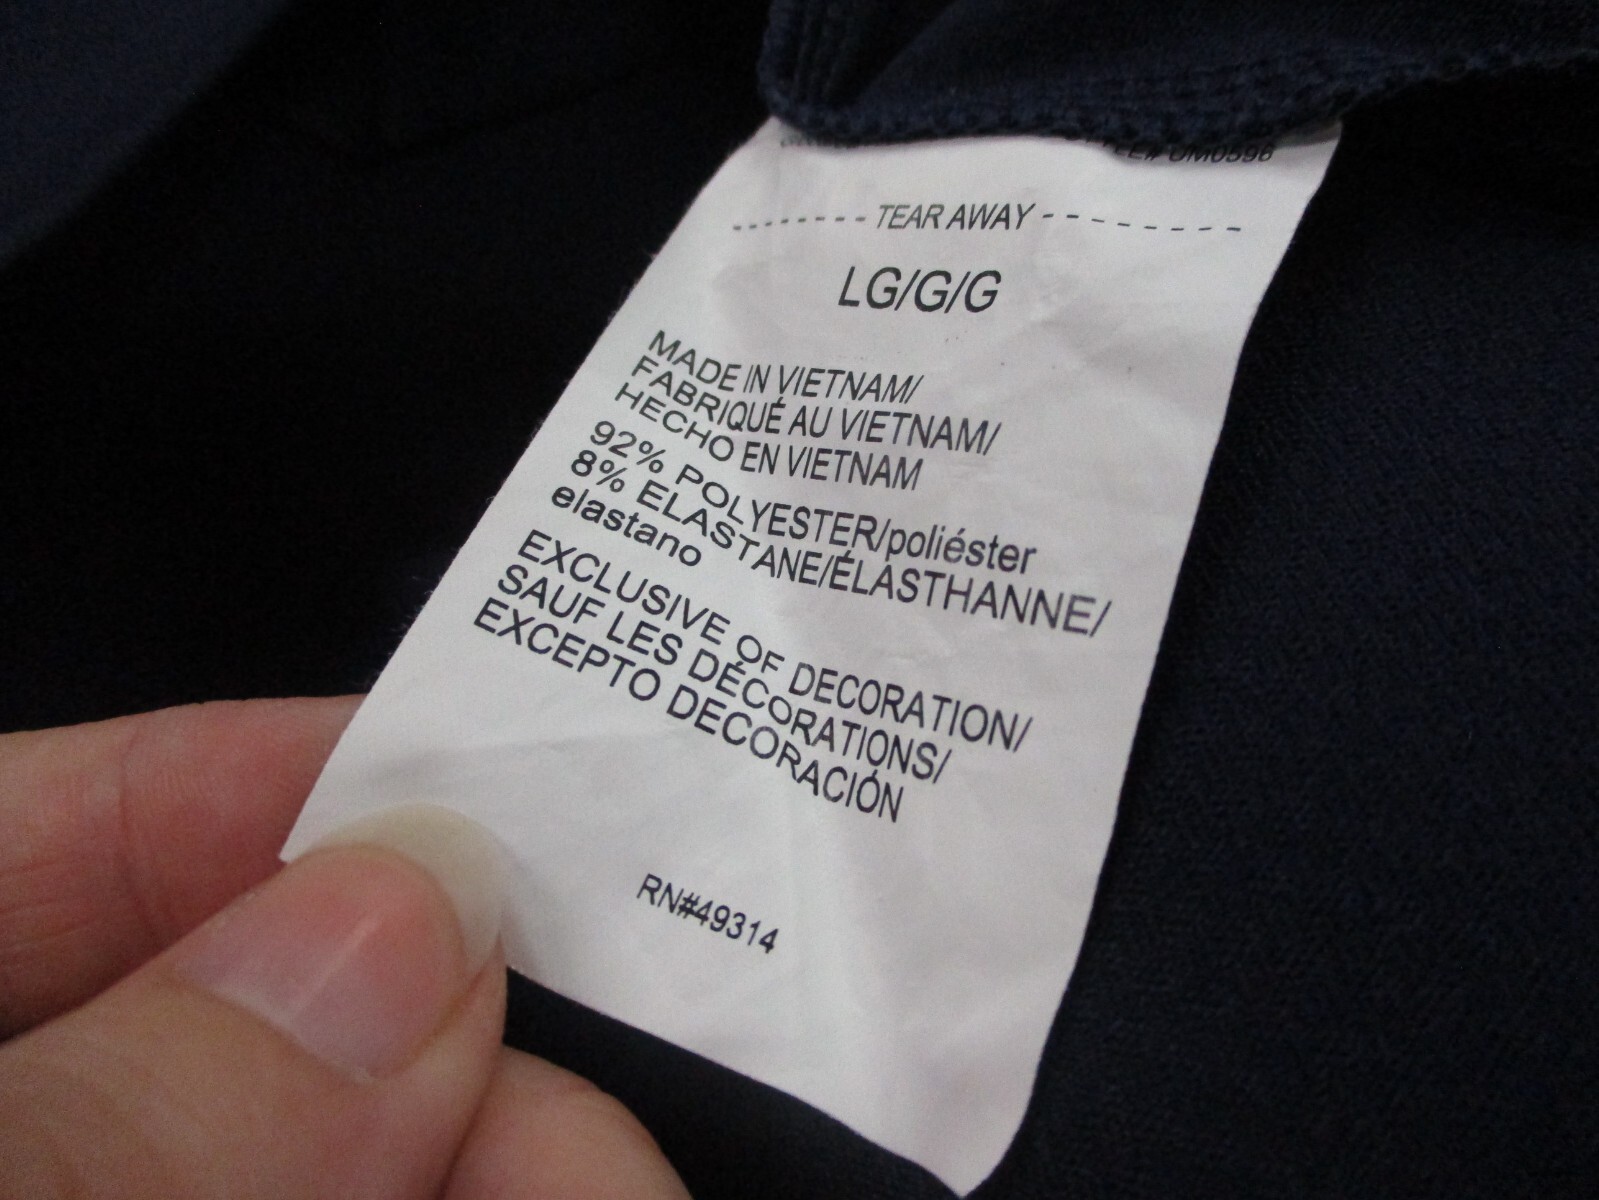 UM0596
TEAR AWAY
LG/G/G
MADE IN VIETNAM/
FABRIQUÉ AU VIETNAM/
HECHO EN VIETNAM
92% POLYESTER/poliéster
8% ELASTANE/ÉLASTHANNE/
elastano
EXCLUSIVE OF DECORATION/
SAUF LES DÉCORATIONS/
EXCEPTO DECORACIÓN
RN#49314